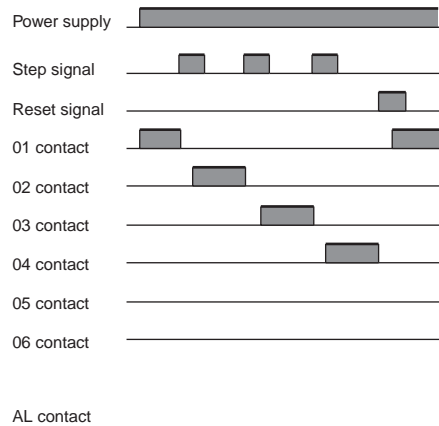 Power supply
Step signal
Reset signal
01 contact
02 contact
03 contact
04 contact
05 contact
06 contact
AL contact